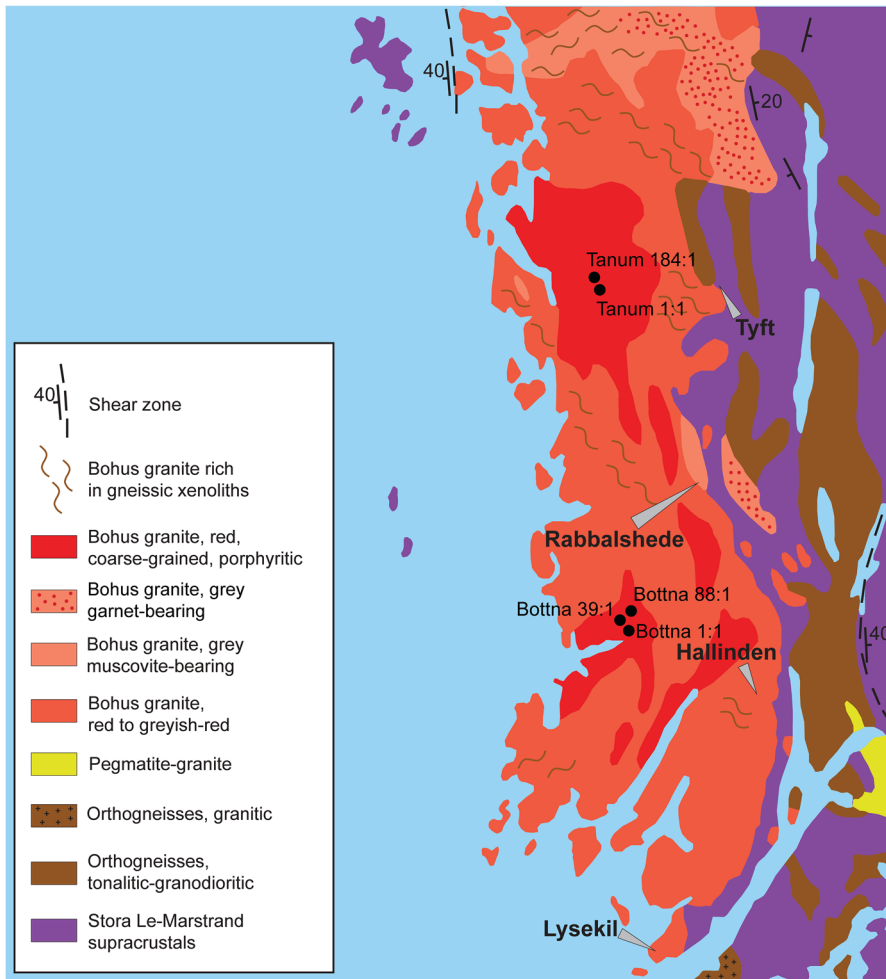 40
20
Tanum 184:1
Tanum 1:1
Tyft
Rabbalshede
Bottna 88:1
Bottna 39:1
Bottna 1:1
Hallinden
40
Lysekil
40
Shear zone
Bohus granite rich
in gneissic xenoliths
Bohus granite, red,
coarse-grained, porphyritic
Bohus granite, grey
garnet-bearing
Bohus granite, grey
muscovite-bearing
Bohus granite,
red to greyish-red
Pegmatite-granite
Orthogneisses, granitic
Orthogneisses,
tonalitic-granodioritic
Stora Le-Marstrand
supracrustals